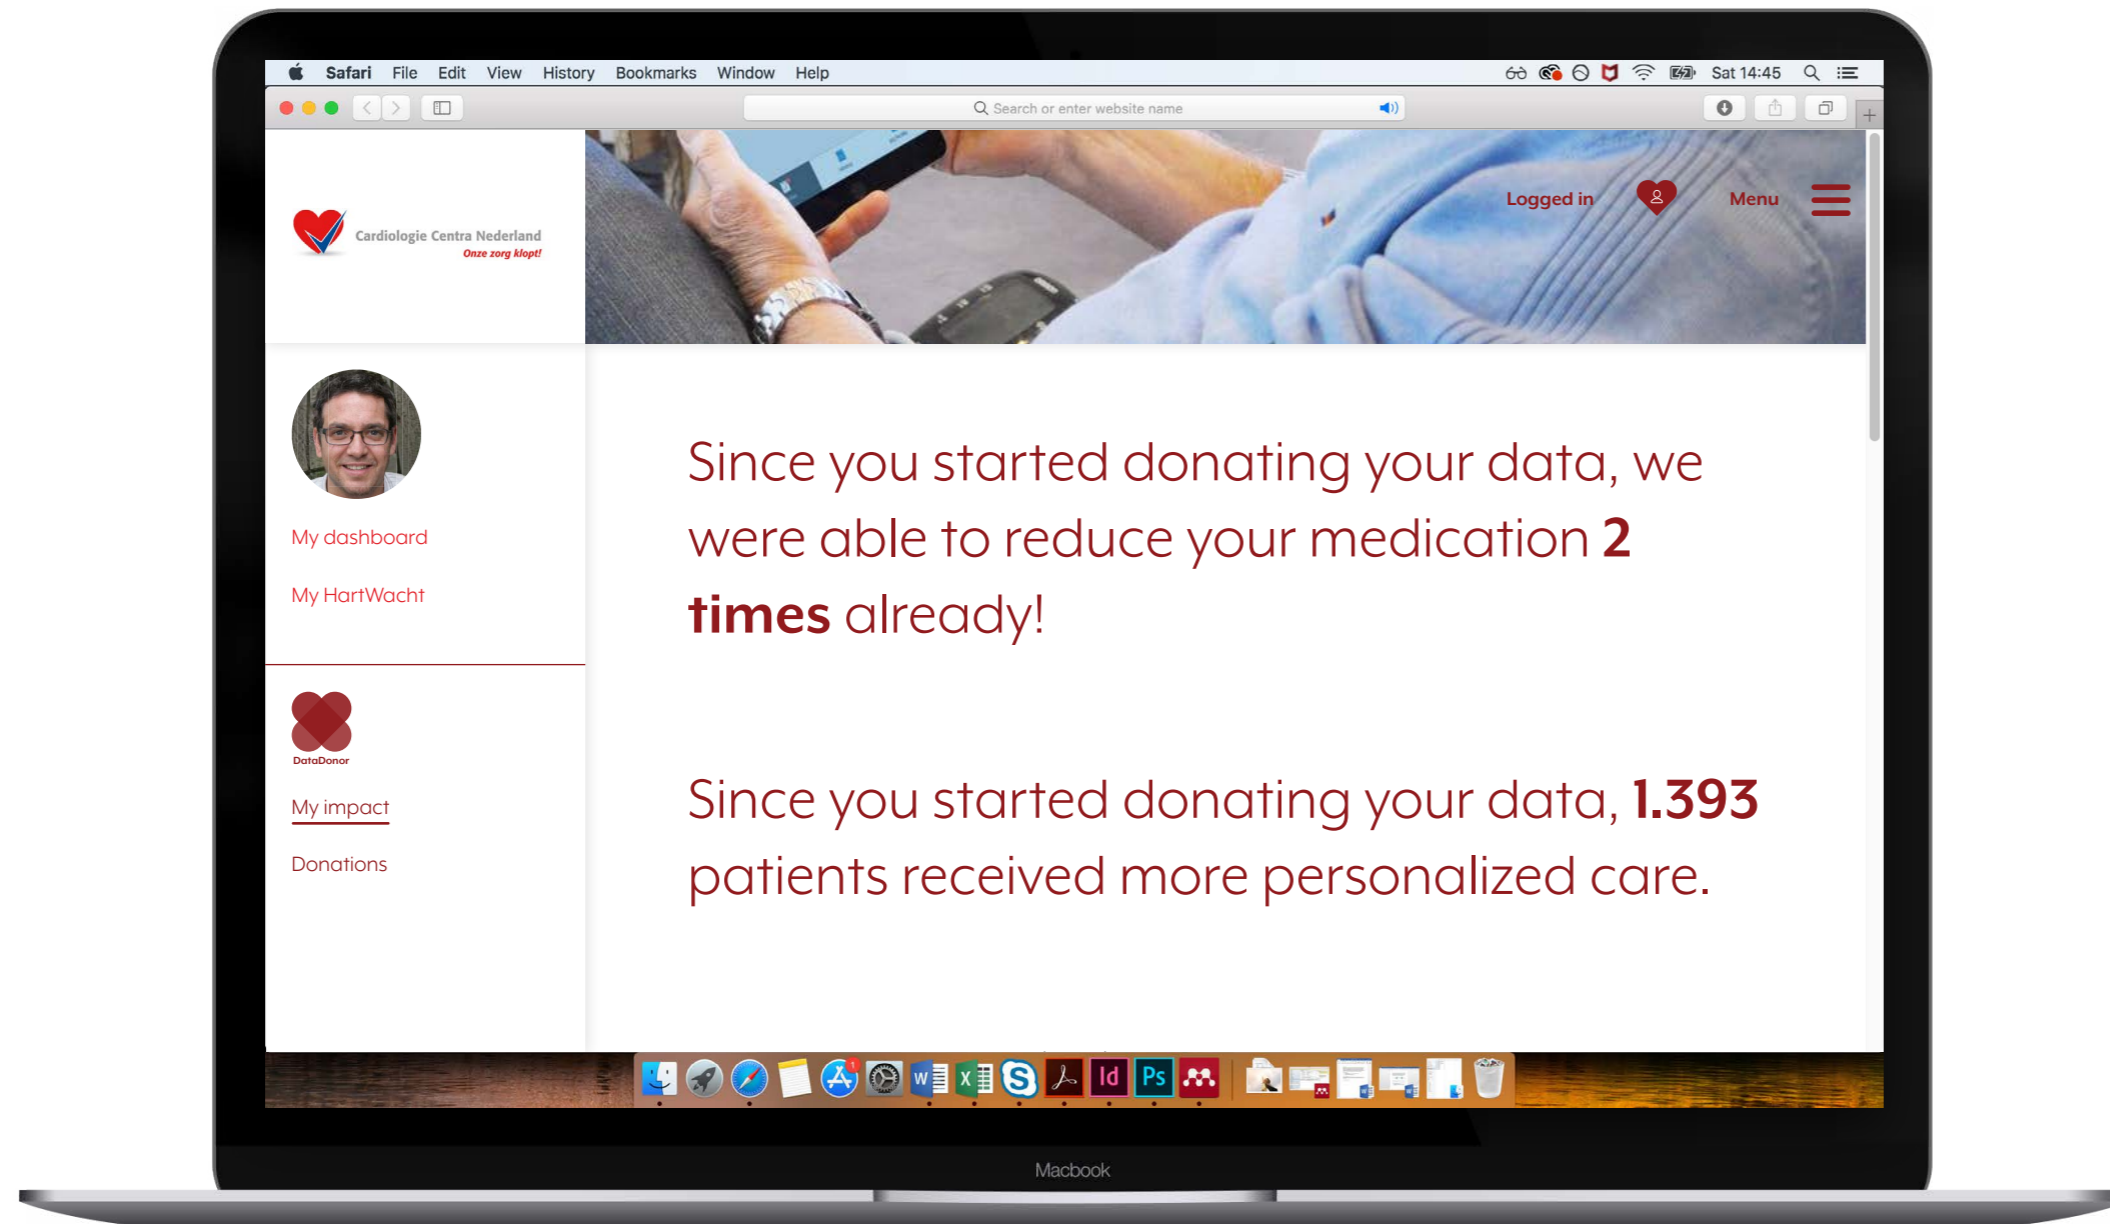 Safari File Edit View History Bookmarks Window Help
Sat 14:45
Search or enter website name
Logged in
Menu
Cardiologie Centra Nederland
Onze zorg klopt!
My dashboard
My HartWacht
DataDonor
My impact
Donations
Since you started donating your data, we
were able to reduce your medication 2
times already!
Since you started donating your data, 1.393
patients received more personalized care.
1
W
X
S
Id
Ps
Macbook